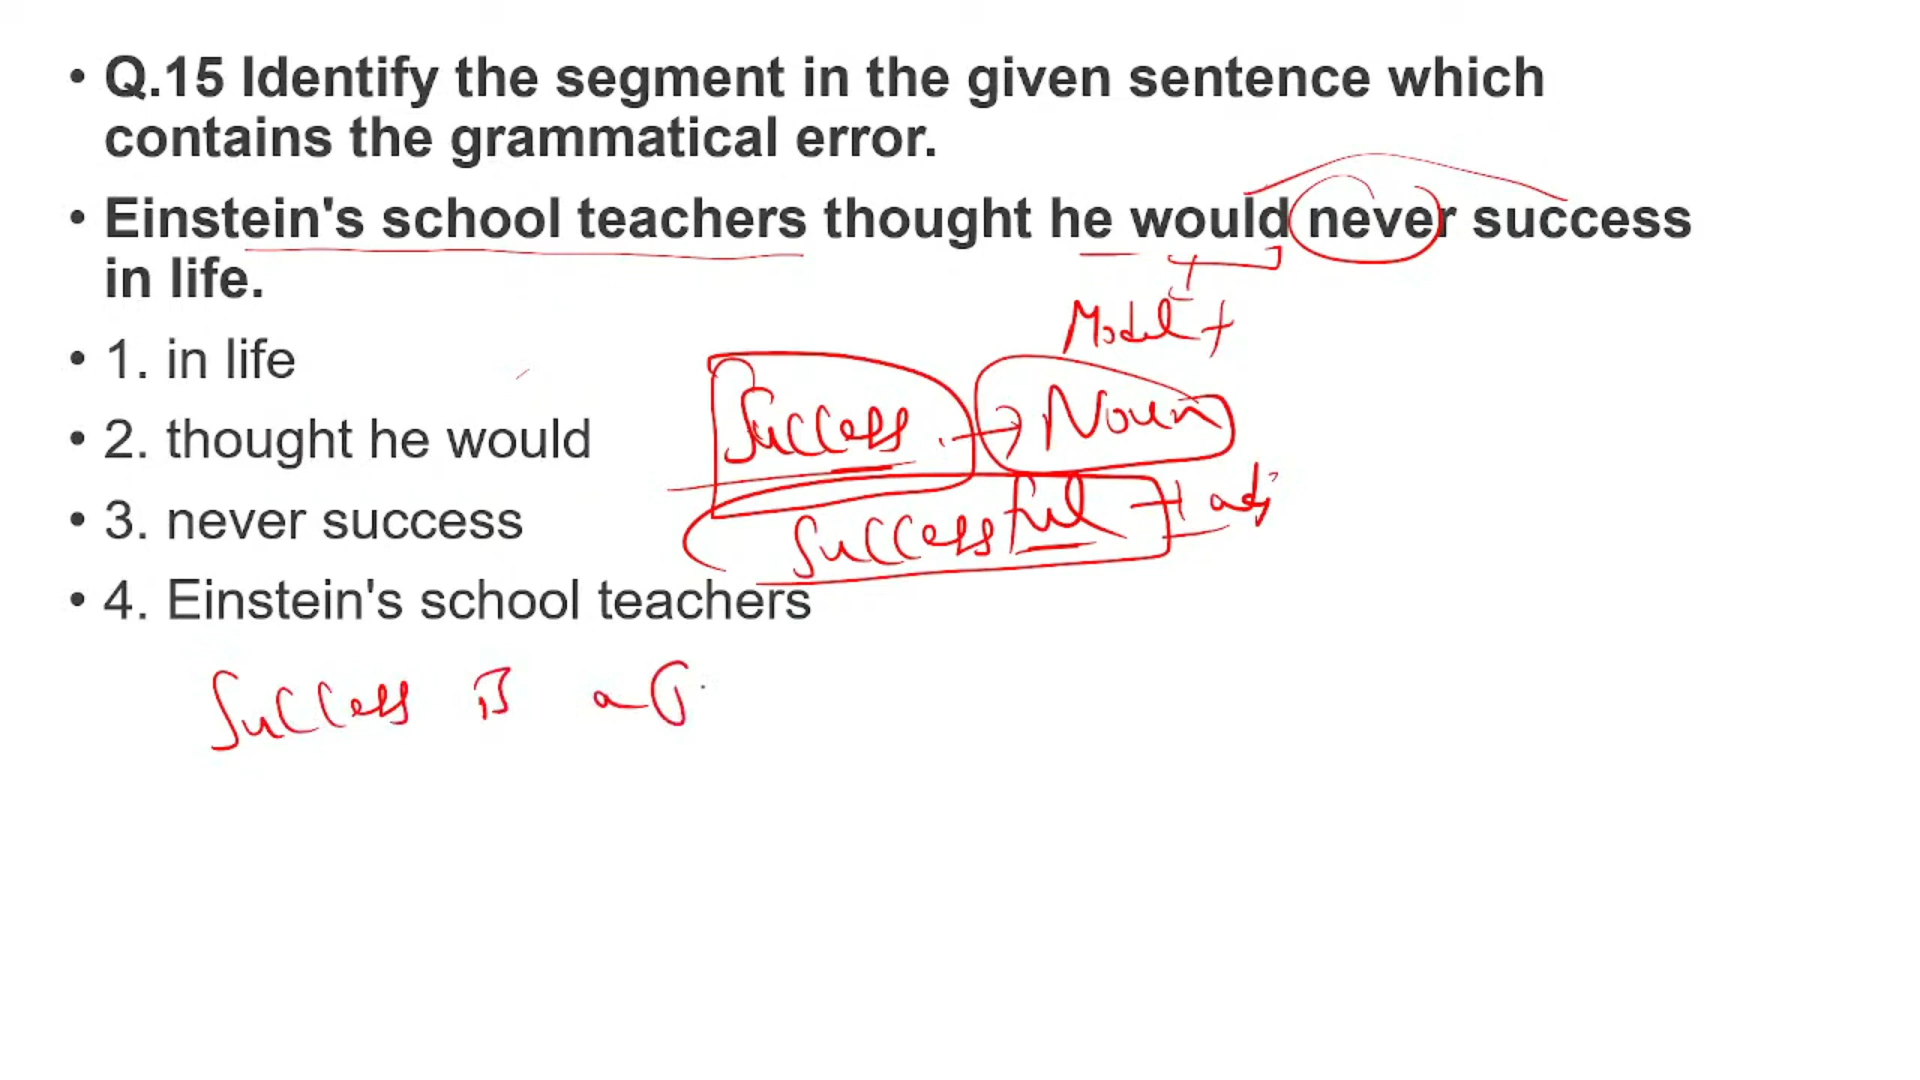 • Q.15 Identify the segment in the given sentence which
contains the grammatical error.
• Einstein's school teachers thought he would never success
in life.
Model +
• 1. in life
Success → Noun
• 2. thought he would
• 3. never success
Successful → adj
• 4. Einstein's school teachers
Success is a